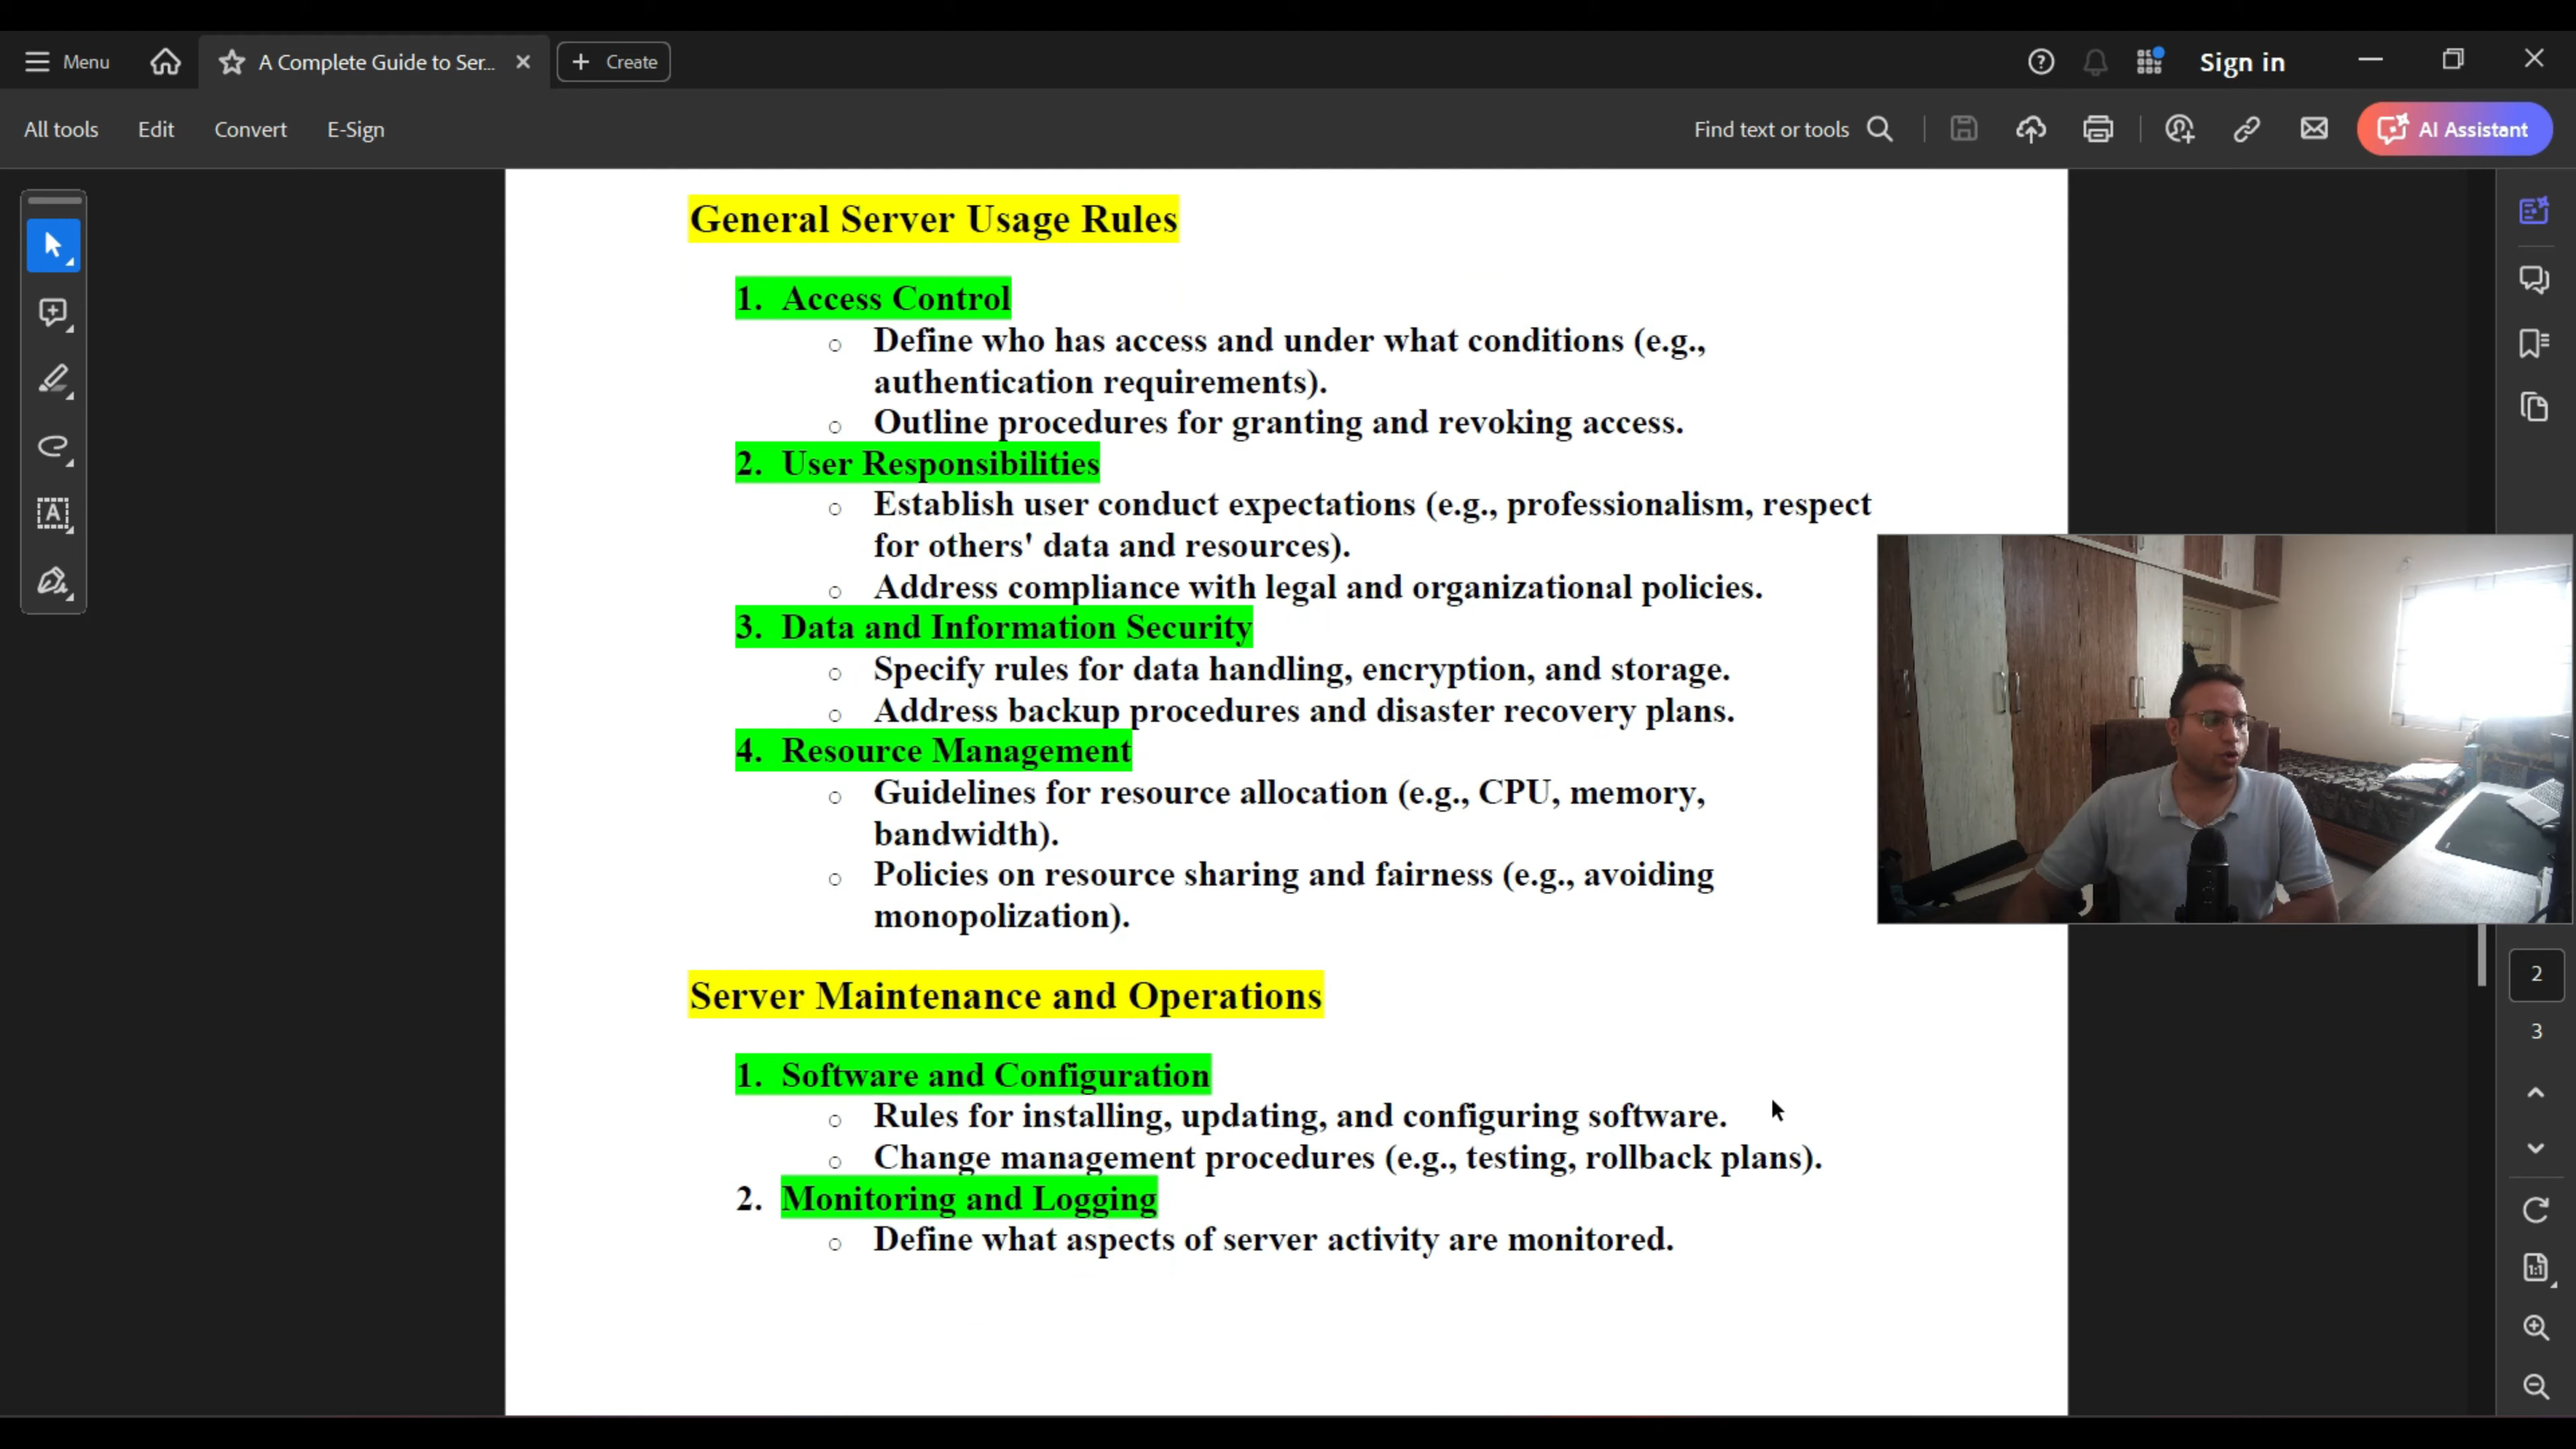 Menu
A Complete Guide to Ser...
Create
Sign in
All tools
Edit
Convert
E-Sign
Find text or tools
AI Assistant
General Server Usage Rules
1. Access Control
Define who has access and under what conditions (e.g.,
authentication requirements).
Outline procedures for granting and revoking access.
2. User Responsibilities
Establish user conduct expectations (e.g., professionalism, respect
for others' data and resources).
Address compliance with legal and organizational policies.
3. Data and Information Security
Specify rules for data handling, encryption, and storage.
Address backup procedures and disaster recovery plans.
4. Resource Management
Guidelines for resource allocation (e.g., CPU, memory,
bandwidth).
Policies on resource sharing and fairness (e.g., avoiding
monopolization).
Server Maintenance and Operations
1. Software and Configuration
Rules for installing, updating, and configuring software.
Change management procedures (e.g., testing, rollback plans).
2. Monitoring and Logging
Define what aspects of server activity are monitored.
2
3